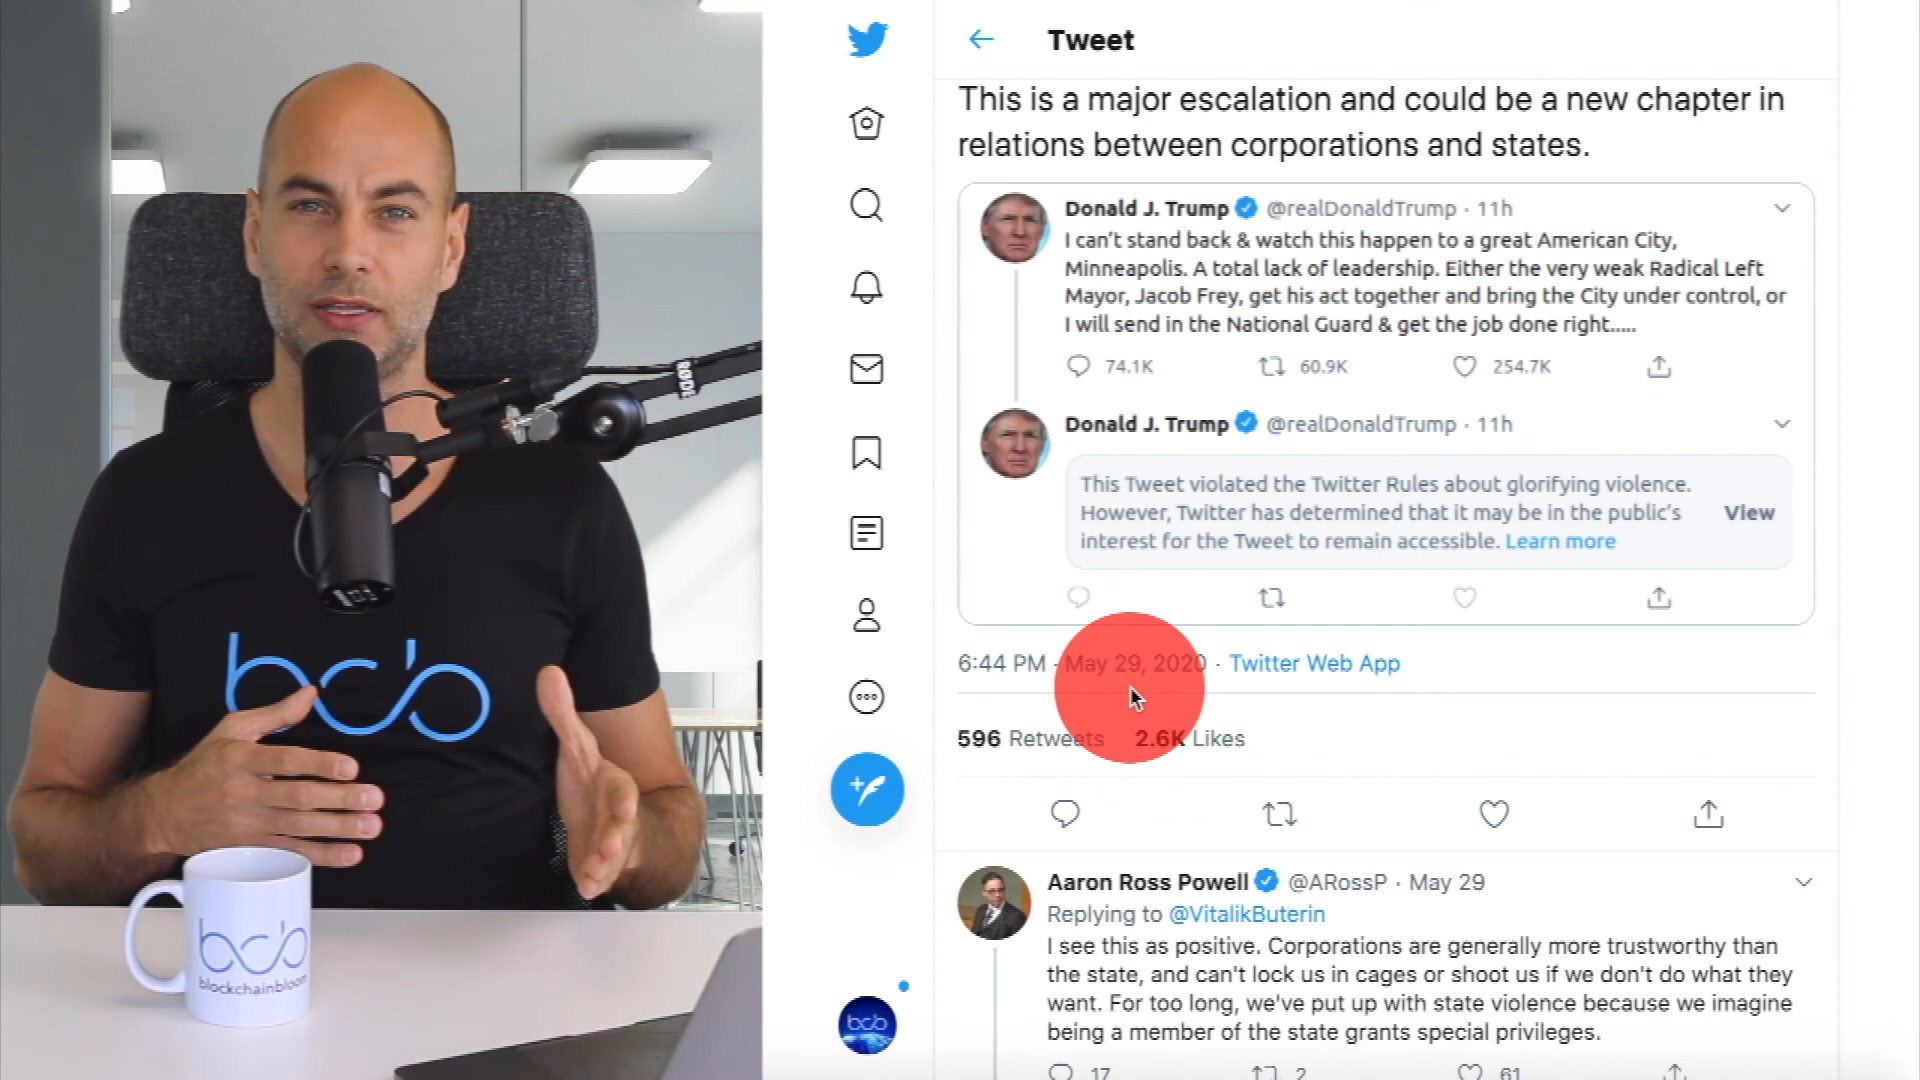 Tweet
This is a major escalation and could be a new chapter in
relations between corporations and states.
Donald J. Trump @realDonaldTrump · 11h
I can't stand back & watch this happen to a great American City,
Minneapolis. A total lack of leadership. Either the very weak Radical Left
Mayor, Jacob Frey, get his act together and bring the City under control, or
I will send in the National Guard & get the job done right.....
74.1K 60.9K 254.7K
Donald J. Trump @realDonaldTrump · 11h
This Tweet violated the Twitter Rules about glorifying violence.
However, Twitter has determined that it may be in the public's
interest for the Tweet to remain accessible. Learn more
View
6:44 PM · May 29, 2020 · Twitter Web App
596 Retweets 2.6K Likes
Aaron Ross Powell @ARossP · May 29
Replying to @VitalikButerin
I see this as positive. Corporations are generally more trustworthy than
the state, and can't lock us in cages or shoot us if we don't do what they
want. For too long, we've put up with state violence because we imagine
being a member of the state grants special privileges.
17 2 61
RØDE
bcb
bcb
blockchainbloom
bcb